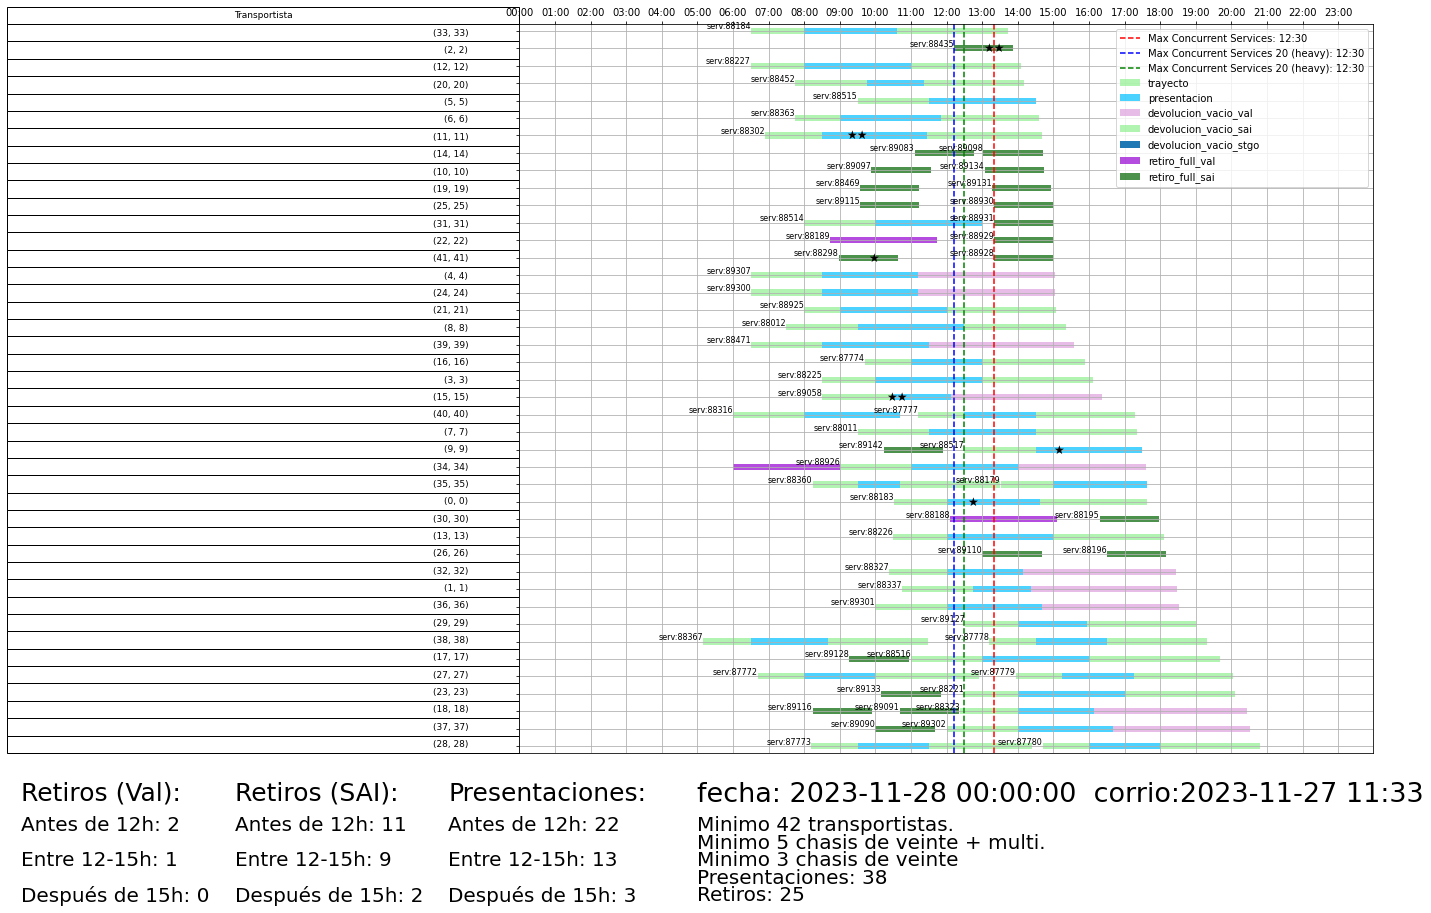 Transportista
00:00 01:00 02:00 03:00 04:00 05:00 06:00 07:00 08:00 09:00 10:00 11:00 12:00 13:00 14:00 15:00 16:00 17:00 18:00 19:00 20:00 21:00 22:00 23:00
(33, 33) serv:88184
(2, 2) serv:88435
(12, 12) serv:88227
(20, 20) serv:88452
(5, 5) serv:88515
(6, 6) serv:88363
(11, 11) serv:88302
(14, 14) serv:89083 serv:89098
(10, 10) serv:89097 serv:89134
(19, 19) serv:88469 serv:89131
(25, 25) serv:89115 serv:88930
(31, 31) serv:88514 serv:88931
(22, 22) serv:88189 serv:88929
(41, 41) serv:88298 serv:88928
(4, 4) serv:89307
(24, 24) serv:89300
(21, 21) serv:88925
(8, 8) serv:88012
(39, 39) serv:88471
(16, 16) serv:87774
(3, 3) serv:88225
(15, 15) serv:89058
(40, 40) serv:88316 serv:87777
(7, 7) serv:88011
(9, 9) serv:89142 serv:88517
(34, 34) serv:88926
(35, 35) serv:88360 serv:88179
(0, 0) serv:88183
(30, 30) serv:88188 serv:88195
(13, 13) serv:88226
(26, 26) serv:89110 serv:88196
(32, 32) serv:88327
(1, 1) serv:88337
(36, 36) serv:89301
(29, 29) serv:89127
(38, 38) serv:88367 serv:87778
(17, 17) serv:89128 serv:88516
(27, 27) serv:87772 serv:87779
(23, 23) serv:89133 serv:88221
(18, 18) serv:89116 serv:89091 serv:88323
(37, 37) serv:89090 serv:89302
(28, 28) serv:87773 serv:87780
Max Concurrent Services: 12:30
Max Concurrent Services 20 (heavy): 12:30
Max Concurrent Services 20 (heavy): 12:30
trayecto
presentacion
devolucion_vacio_val
devolucion_vacio_sai
devolucion_vacio_stgo
retiro_full_val
retiro_full_sai
Retiros (Val):
Antes de 12h: 2
Entre 12-15h: 1
Después de 15h: 0
Retiros (SAI):
Antes de 12h: 11
Entre 12-15h: 9
Después de 15h: 2
Presentaciones:
Antes de 12h: 22
Entre 12-15h: 13
Después de 15h: 3
fecha: 2023-11-28 00:00:00 corrio:2023-11-27 11:33
Minimo 42 transportistas.
Minimo 5 chasis de veinte + multi.
Minimo 3 chasis de veinte
Presentaciones: 38
Retiros: 25